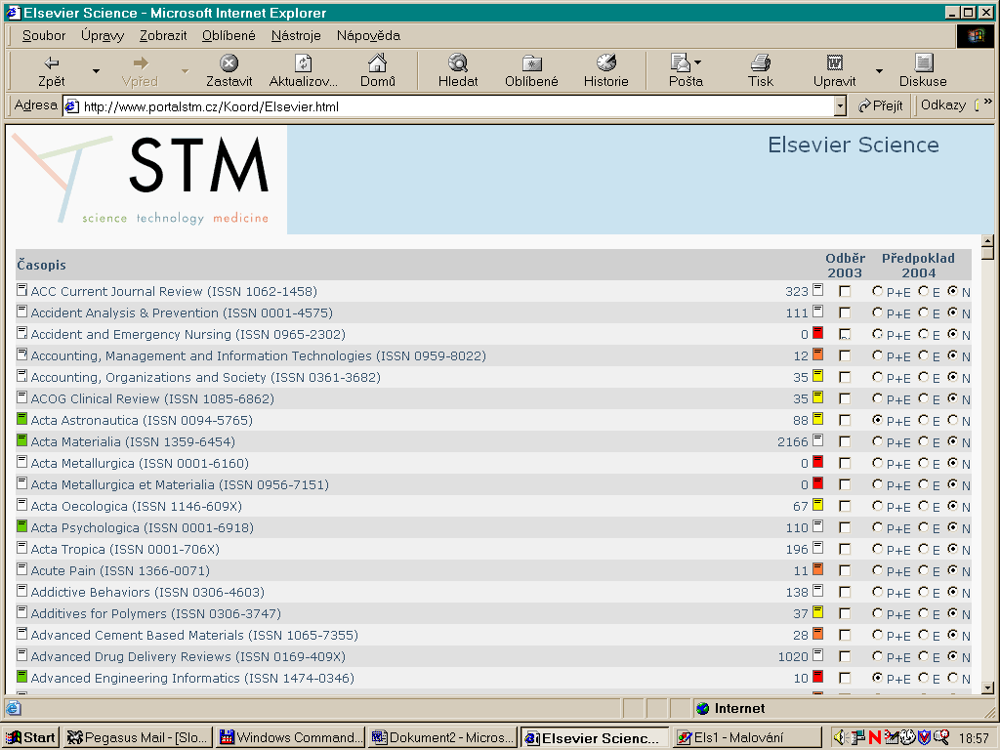 Elsevier Science - Microsoft Internet Explorer
Soubor Úpravy Zobrazit Oblíbené Nástroje Nápověda
Zpět Vpřed Zastavit Aktualizov... Domů Hledat Oblíbené Historie Pošta Tisk Upravit Diskuse
Adresa http://www.portalstm.cz/Koord/Elsevier.html Přejít Odkazy »
STM
science technology medicine
Elsevier Science
Časopis Odběr 2003 Předpoklad 2004
ACC Current Journal Review (ISSN 1062-1458) 323 P+E E N
Accident Analysis & Prevention (ISSN 0001-4575) 111 P+E E N
Accident and Emergency Nursing (ISSN 0965-2302) 0 P+E E N
Accounting, Management and Information Technologies (ISSN 0959-8022) 12 P+E E N
Accounting, Organizations and Society (ISSN 0361-3682) 35 P+E E N
ACOG Clinical Review (ISSN 1085-6862) 35 P+E E N
Acta Astronautica (ISSN 0094-5765) 88 P+E E N
Acta Materialia (ISSN 1359-6454) 2166 P+E E N
Acta Metallurgica (ISSN 0001-6160) 0 P+E E N
Acta Metallurgica et Materialia (ISSN 0956-7151) 0 P+E E N
Acta Oecologica (ISSN 1146-609X) 67 P+E E N
Acta Psychologica (ISSN 0001-6918) 110 P+E E N
Acta Tropica (ISSN 0001-706X) 196 P+E E N
Acute Pain (ISSN 1366-0071) 11 P+E E N
Addictive Behaviors (ISSN 0306-4603) 138 P+E E N
Additives for Polymers (ISSN 0306-3747) 37 P+E E N
Advanced Cement Based Materials (ISSN 1065-7355) 28 P+E E N
Advanced Drug Delivery Reviews (ISSN 0169-409X) 1020 P+E E N
Advanced Engineering Informatics (ISSN 1474-0346) 10 P+E E N
Internet
Start Pegasus Mail - [Slo... Windows Command... Dokument2 - Micros... Elsevier Scienc... Els1 - Malování 18:57